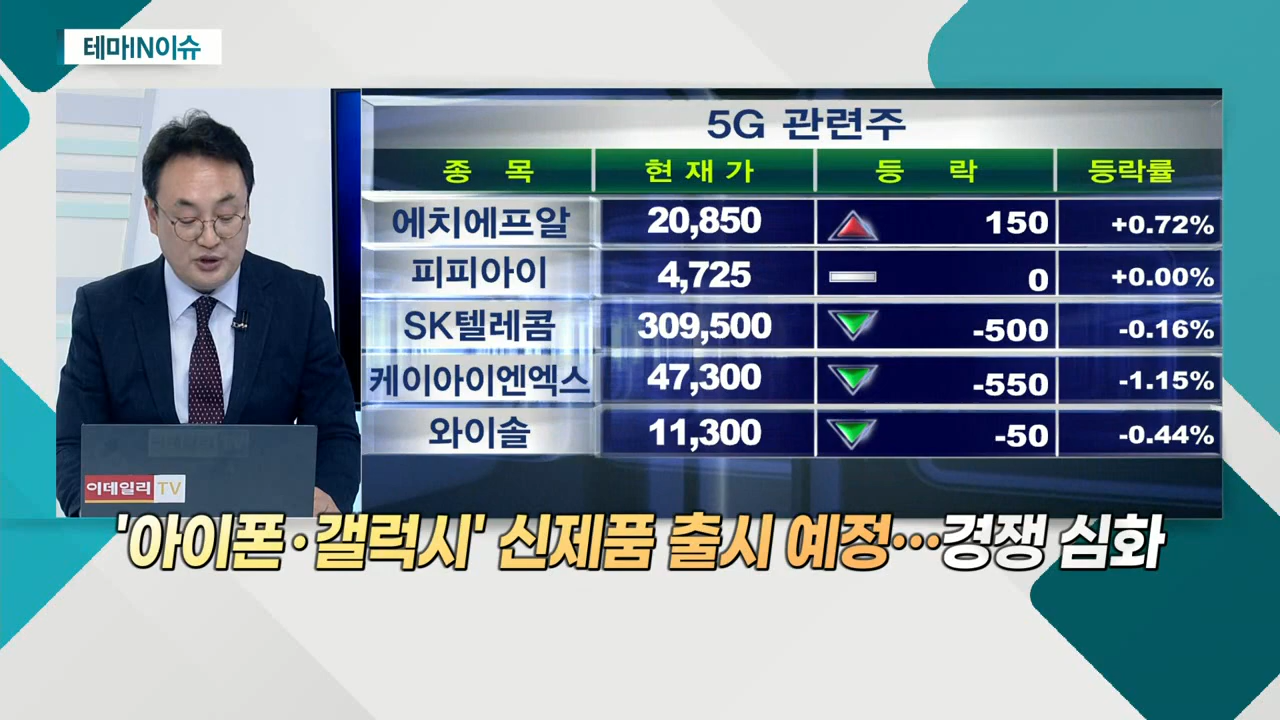 테마IN이슈
5G 관련주
종 목 현 재 가 등 락 등락률
에치에프알 20,850 150 +0.72%
피피아이 4,725 0 +0.00%
SK텔레콤 309,500 -500 -0.16%
케이아이엔엑스 47,300 -550 -1.15%
와이솔 11,300 -50 -0.44%
이데일리 TV
'아이폰·갤럭시' 신제품 출시 예정…경쟁 심화